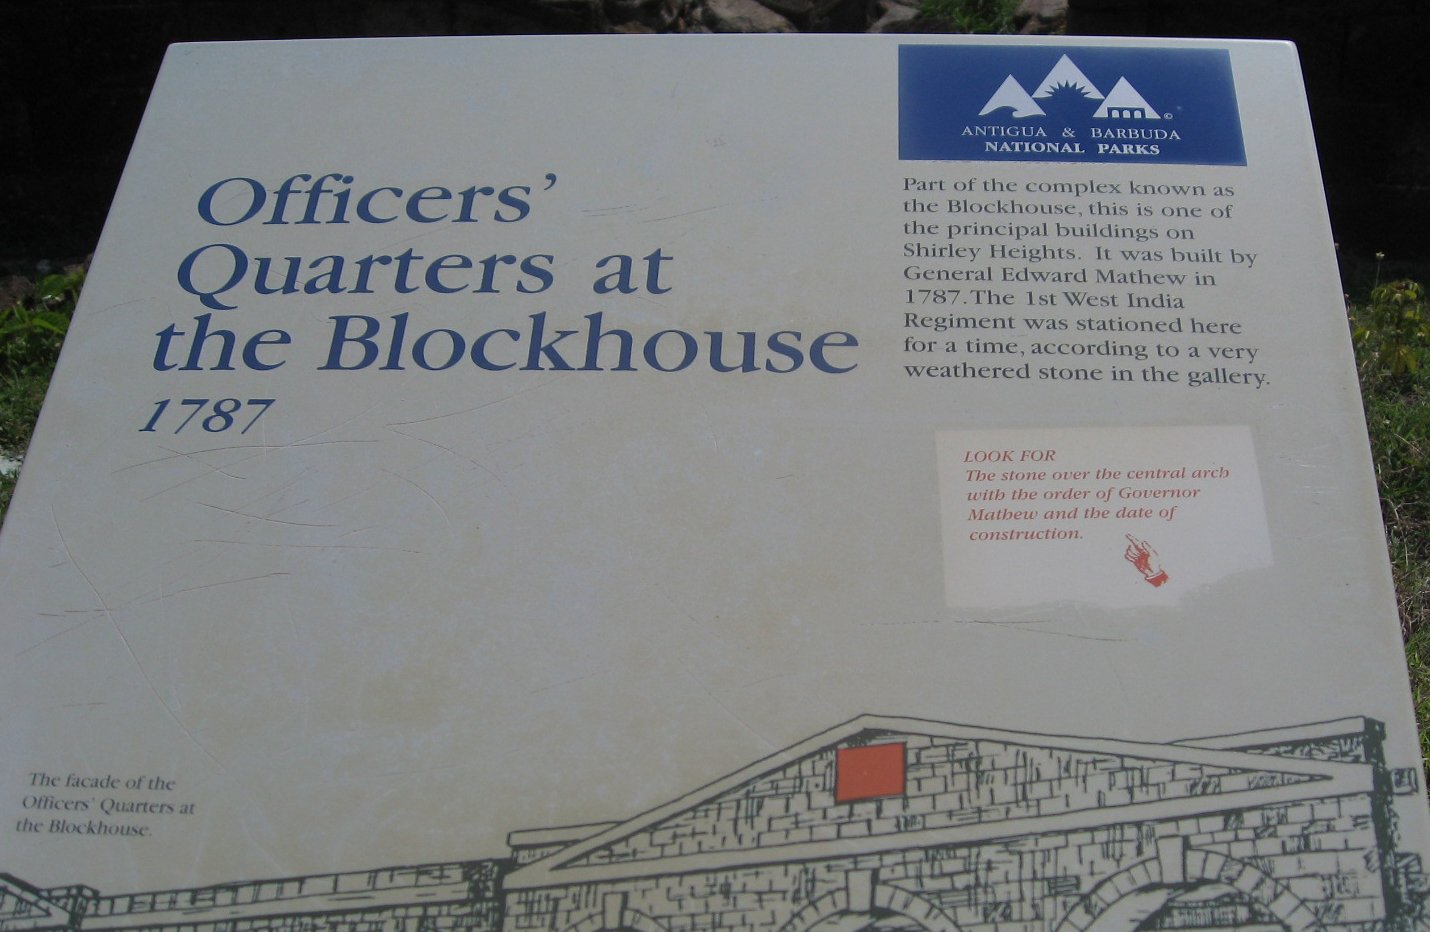 Officers'
Quarters at
the Blockhouse
1787
ANTIGUA & BARBUDA
NATIONAL PARKS
©
Part of the complex known as
the Blockhouse, this is one of
the principal buildings on
Shirley Heights. It was built by
General Edward Mathew in
1787. The 1st West India
Regiment was stationed here
for a time, according to a very
weathered stone in the gallery.
LOOK FOR
The stone over the central arch
with the order of Governor
Mathew and the date of
construction.
The facade of the
Officers' Quarters at
the Blockhouse.